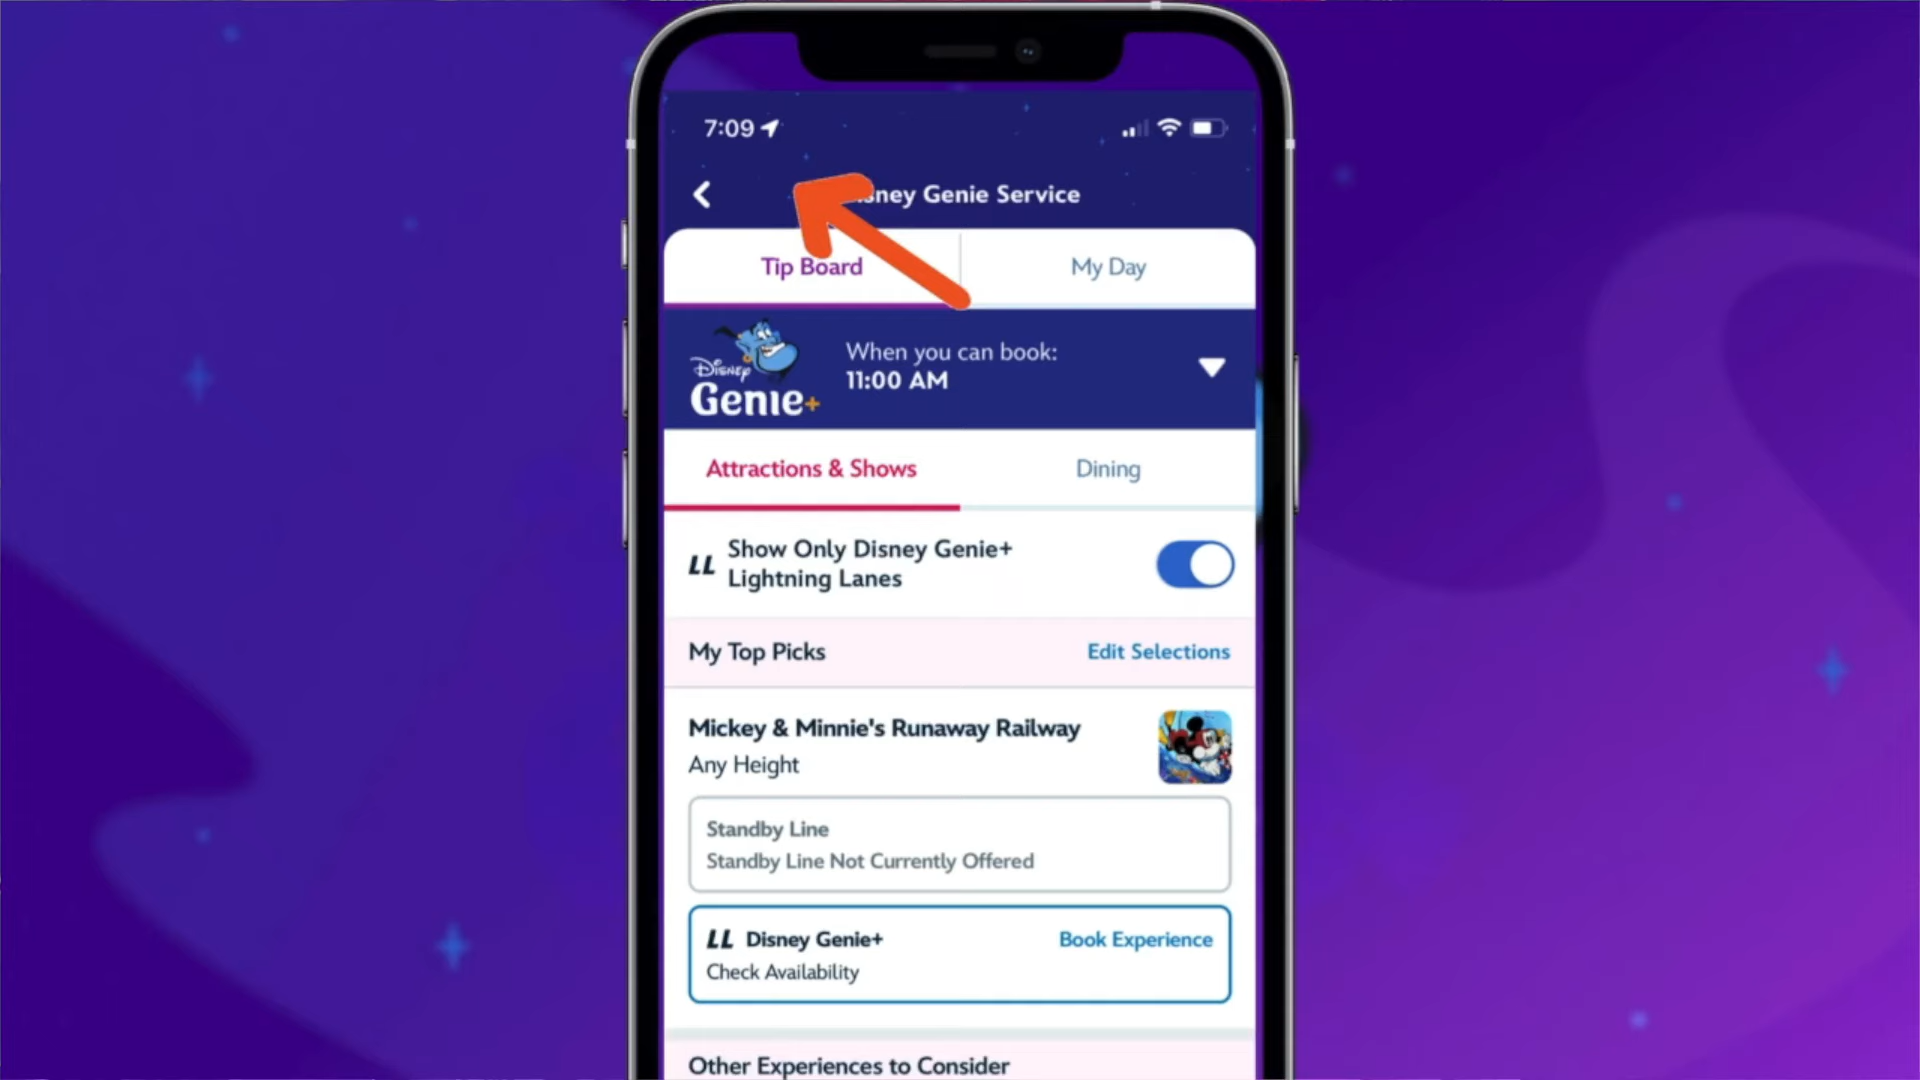 7:09
sney Genie Service
Tip Board
My Day
Disney
Genie+
When you can book:
11:00 AM
Attractions & Shows
Dining
LL
Show Only Disney Genie+
Lightning Lanes
My Top Picks
Edit Selections
Mickey & Minnie's Runaway Railway
Any Height
Standby Line
Standby Line Not Currently Offered
LL Disney Genie+
Book Experience
Check Availability
Other Experiences to Consider